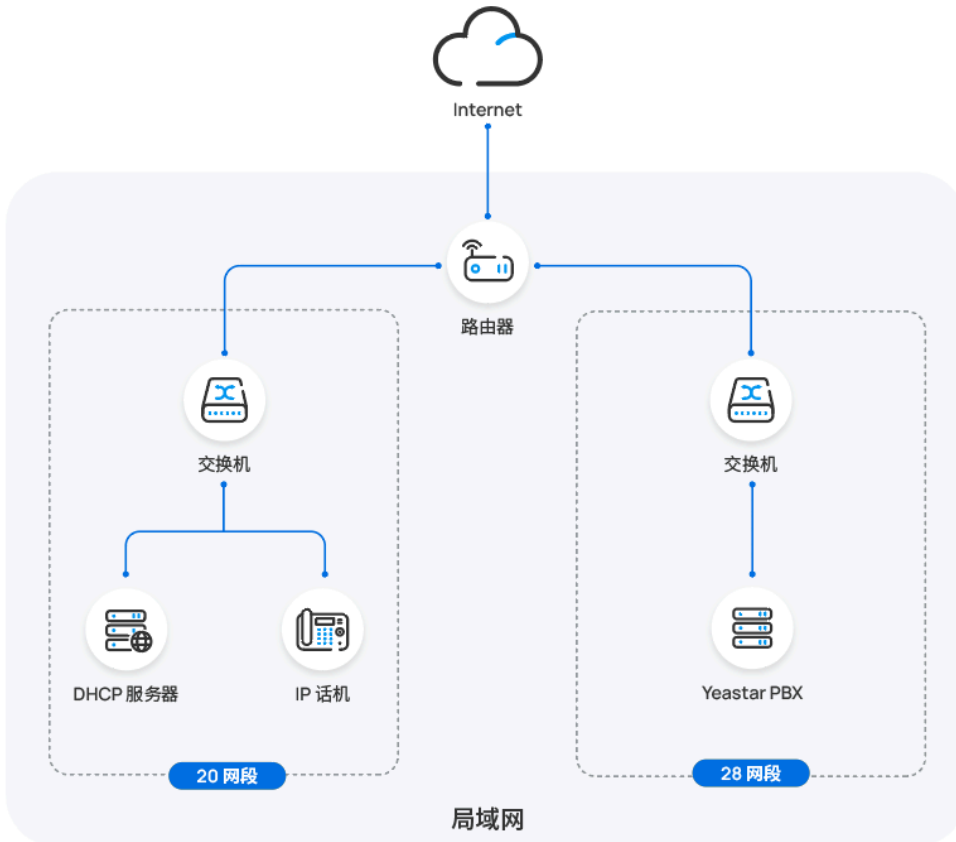 Internet
路由器
交换机
交换机
DHCP 服务器
IP 话机
Yeastar PBX
20 网段
28 网段
局域网